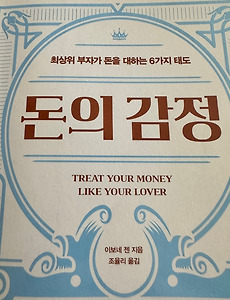 최상위 부자가 돈을 대하는 6가지 태도
돈의 감정
TREAT YOUR MONEY
LIKE YOUR LOVER
이보네 젠 지음
조율리 옮김